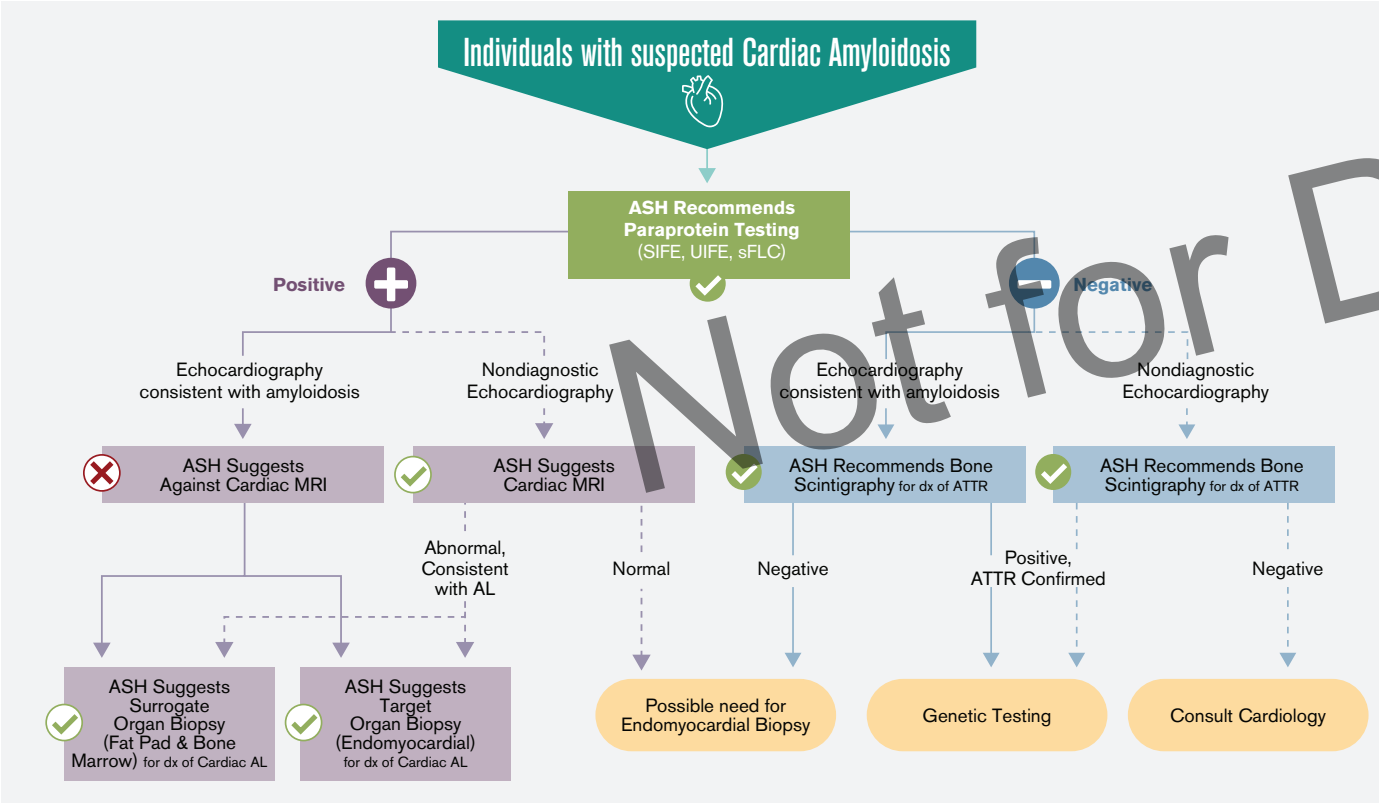 Individuals with suspected Cardiac Amyloidosis
ASH Recommends
Paraprotein Testing
(SIFE, UIFE, sFLC)
Positive
Negative
Echocardiography
consistent with amyloidosis
Nondiagnostic
Echocardiography
Echocardiography
consistent with amyloidosis
Nondiagnostic
Echocardiography
ASH Suggests
Against Cardiac MRI
ASH Suggests
Cardiac MRI
ASH Recommends Bone
Scintigraphy for dx of ATTR
ASH Recommends Bone
Scintigraphy for dx of ATTR
Abnormal,
Consistent
with AL
Normal
Negative
Positive,
ATTR Confirmed
Negative
ASH Suggests
Surrogate
Organ Biopsy
(Fat Pad & Bone
Marrow) for dx of Cardiac AL
ASH Suggests
Target
Organ Biopsy
(Endomyocardial)
for dx of Cardiac AL
Possible need for
Endomyocardial Biopsy
Genetic Testing
Consult Cardiology
Not for D